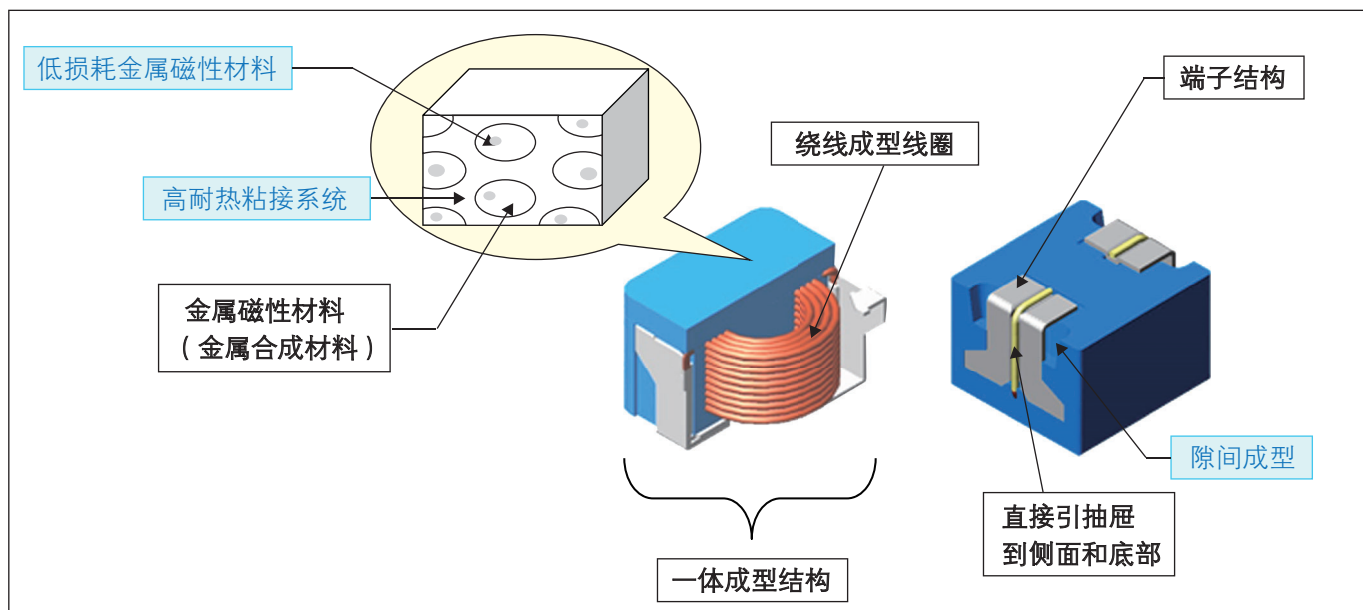 低损耗金属磁性材料
高耐热粘接系统
金属磁性材料
（金属合成材料）
绕线成型线圈
一体成型结构
端子结构
隙间成型
直接引抽屉
到侧面和底部